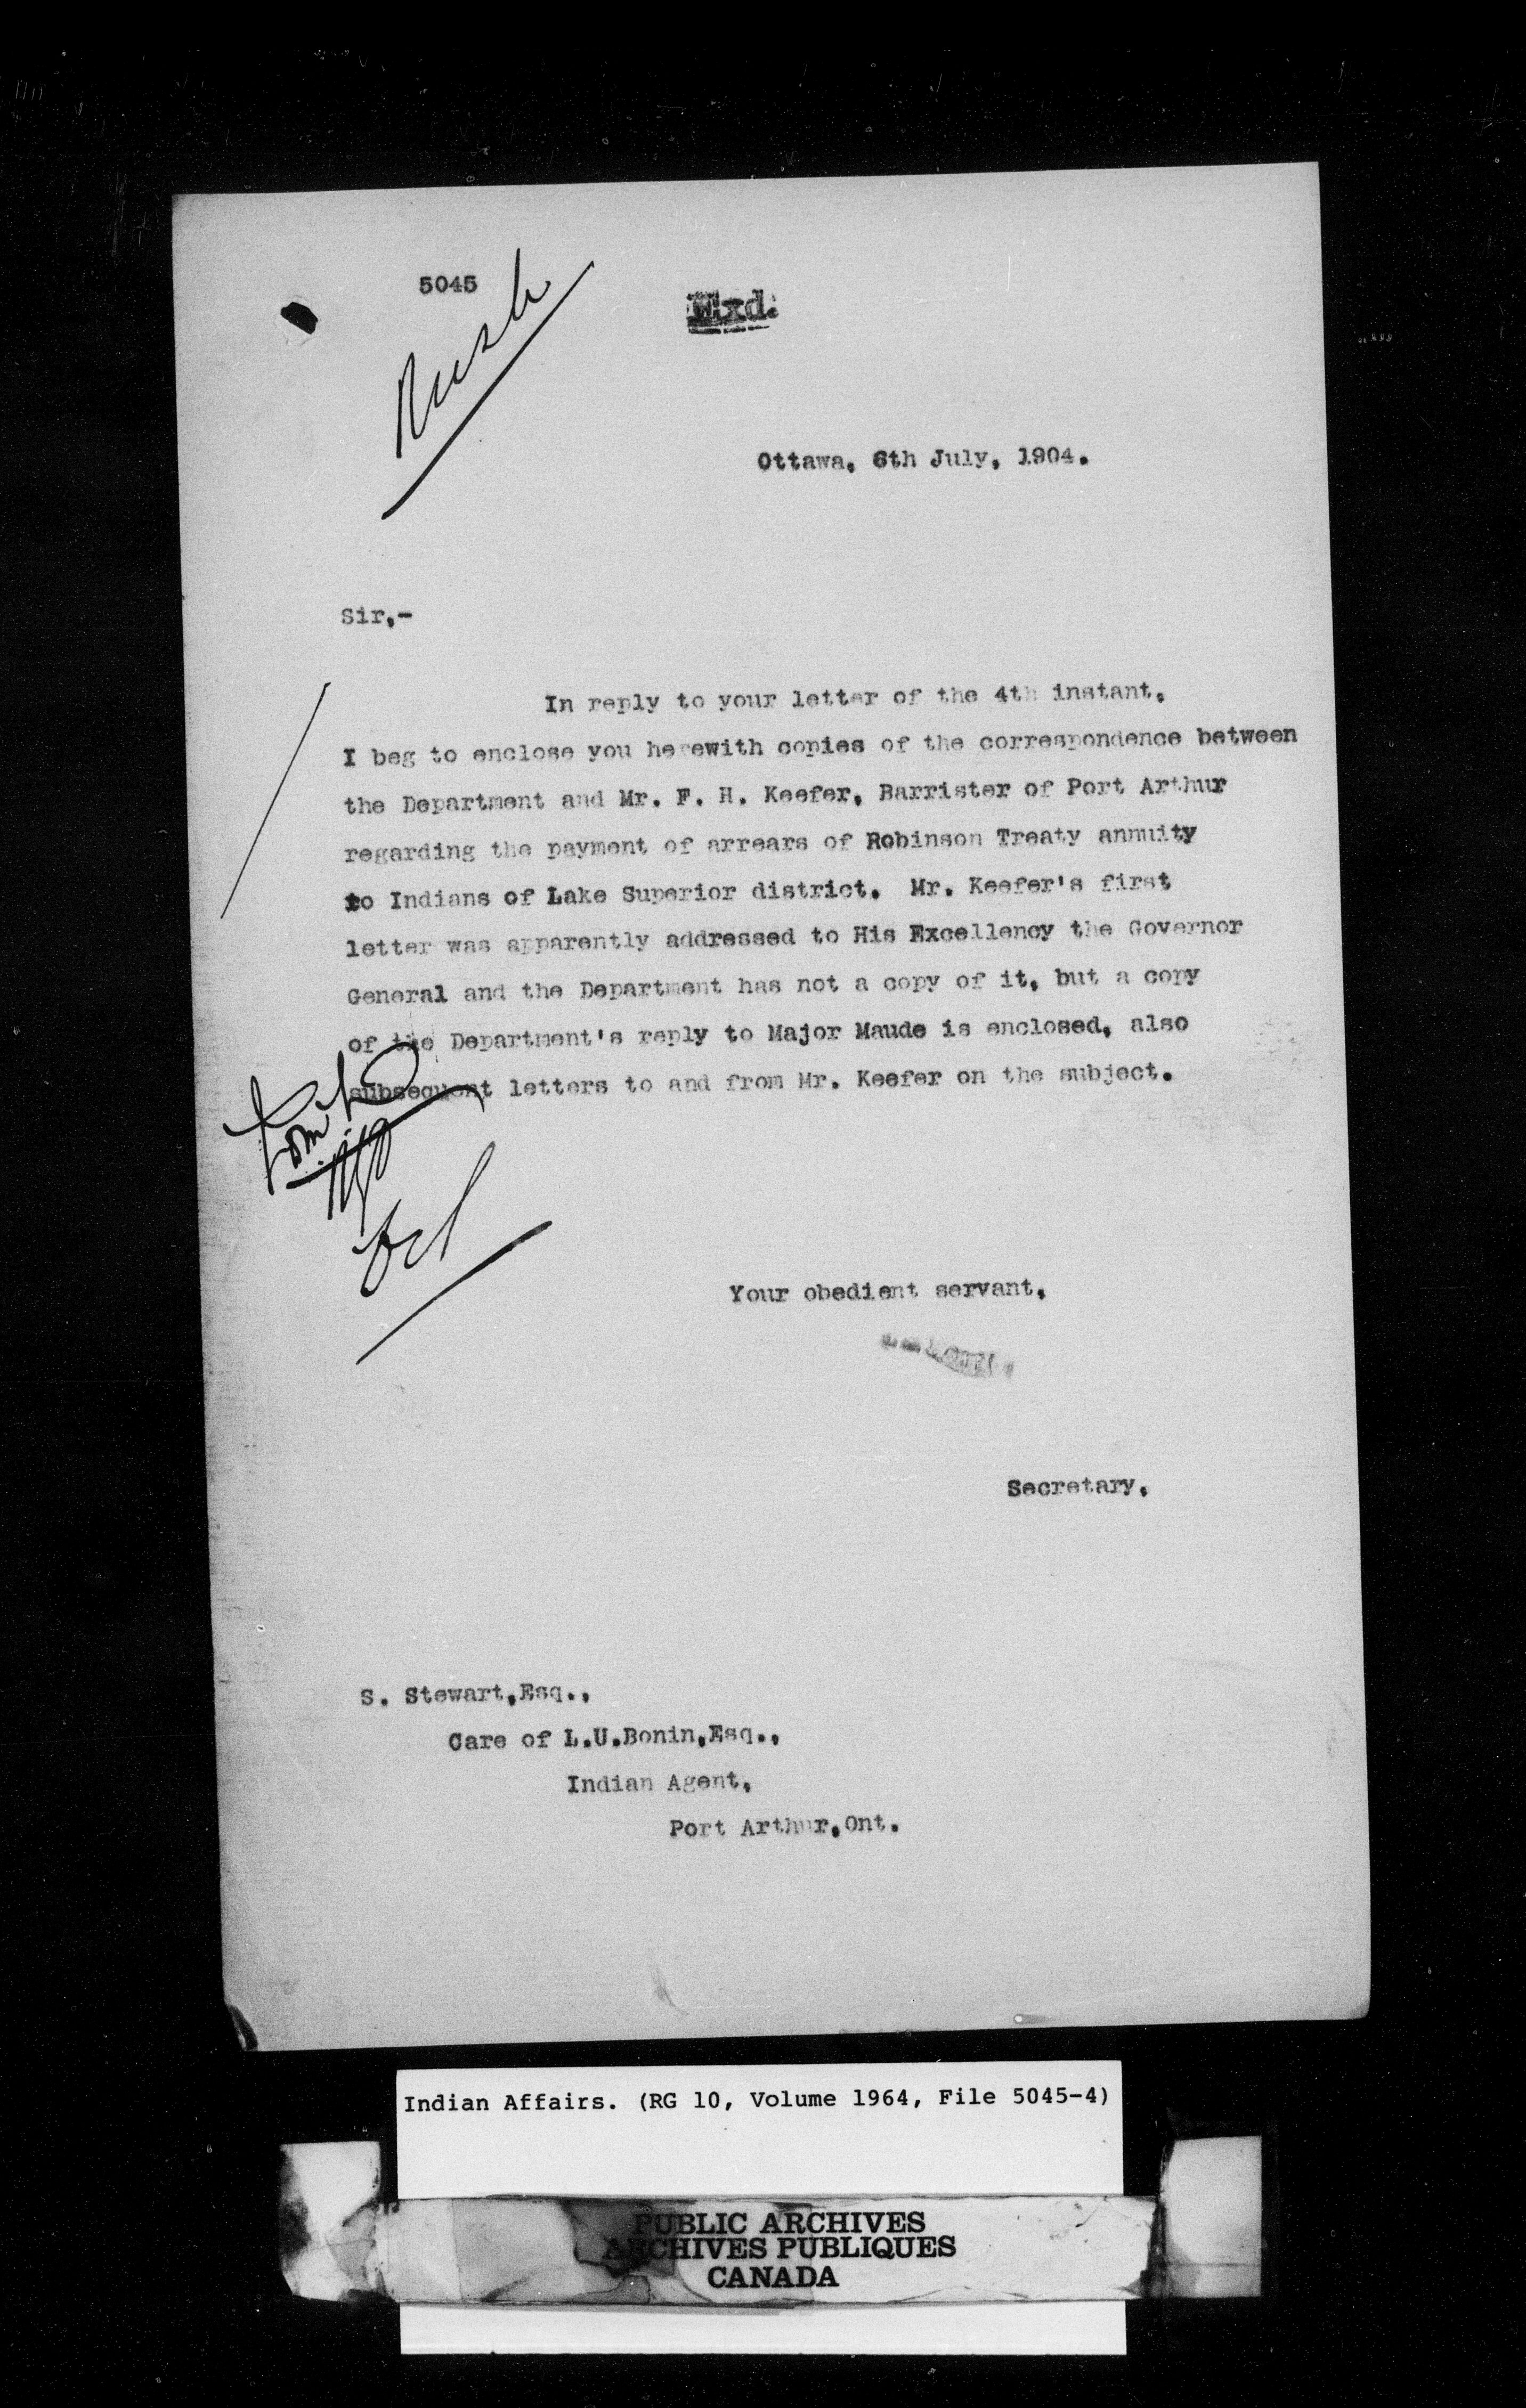 5045
Rush
Exd.
Ottawa, 6th July, 1904.
Sir,-
In reply to your letter of the 4th instant,
I beg to enclose you herewith copies of the correspondence between
the Department and Mr. F. H. Keefer, Barrister of Port Arthur
regarding the payment of arrears of Robinson Treaty annuity
to Indians of Lake Superior district. Mr. Keefer's first
letter was apparently addressed to His Excellency the Governor
General and the Department has not a copy of it, but a copy
of the Department's reply to Major Maude is enclosed, also
subsequent letters to and from Mr. Keefer on the subject.
Your obedient servant,
Secretary.
S. Stewart,Esq.,
Care of L.U.Bonin,Esq.,
Indian Agent,
Port Arthur,Ont.
Indian Affairs. (RG 10, Volume 1964, File 5045-4)
PUBLIC ARCHIVES
ARCHIVES PUBLIQUES
CANADA